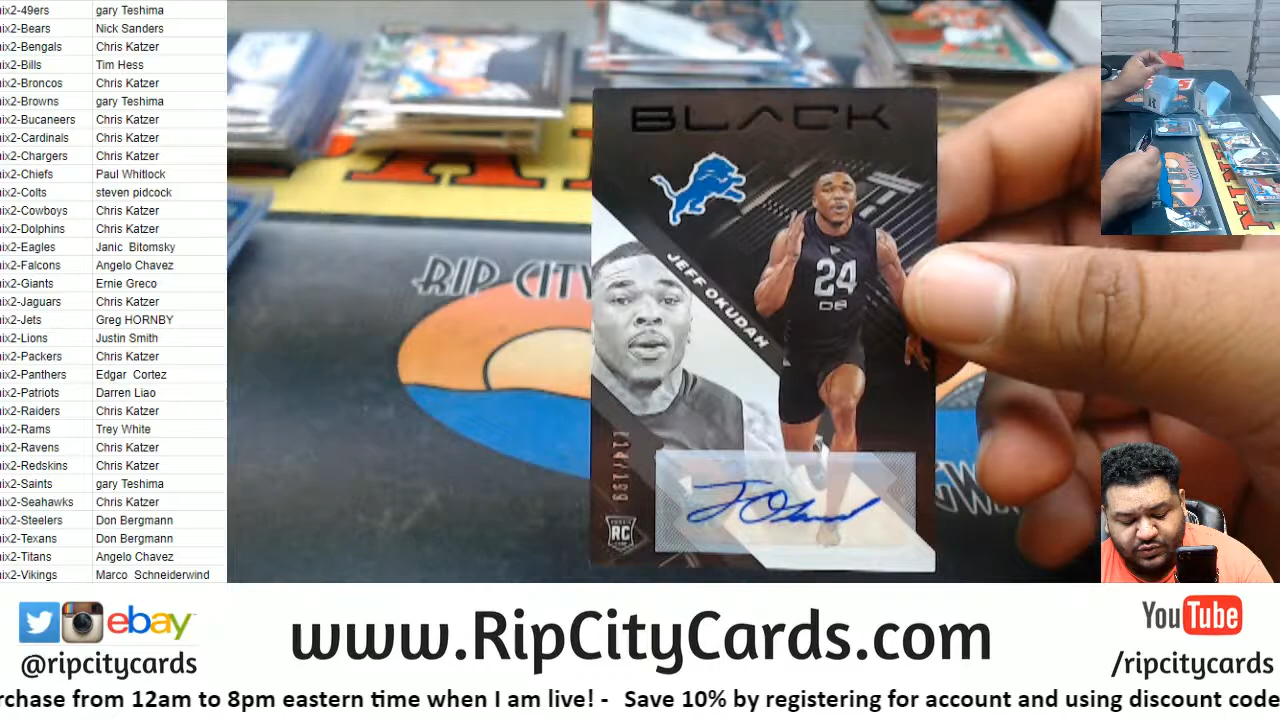 ix2-49ers gary Teshima
ix2-Bears Nick Sanders
ix2-Bengals Chris Katzer
ix2-Bills Tim Hess
ix2-Broncos Chris Katzer
ix2-Browns gary Teshima
ix2-Bucaneers Chris Katzer
ix2-Cardinals Chris Katzer
ix2-Chargers Chris Katzer
ix2-Chiefs Paul Whitlock
ix2-Colts steven pidcock
ix2-Cowboys Chris Katzer
ix2-Dolphins Chris Katzer
ix2-Eagles Janic Bitomsky
ix2-Falcons Angelo Chavez
ix2-Giants Ernie Greco
ix2-Jaguars Chris Katzer
ix2-Jets Greg HORNBY
ix2-Lions Justin Smith
ix2-Packers Chris Katzer
ix2-Panthers Edgar Cortez
ix2-Patriots Darren Liao
ix2-Raiders Chris Katzer
ix2-Rams Trey White
ix2-Ravens Chris Katzer
ix2-Redskins Chris Katzer
ix2-Saints gary Teshima
ix2-Seahawks Chris Katzer
ix2-Steelers Don Bergmann
ix2-Texans Don Bergmann
ix2-Titans Angelo Chavez
ix2-Vikings Marco Schneiderwind
BLACK
JEFF OKUDAH
24
DB
RC
RIP CITY
ebay
@ripcitycards
www.RipCityCards.com
YouTube
/ripcitycards
rchase from 12am to 8pm eastern time when I am live! - Save 10% by registering for account and using discount code